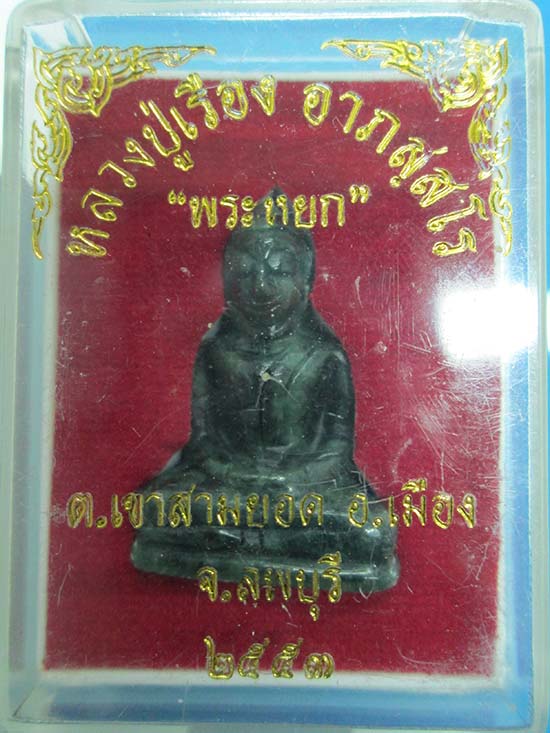 หลวงปู่เรือง อาภสฺสโร
“พระหยก”
ต.เขาสามยอด อ.เมือง
จ.ลพบุรี
๒๕๕๓